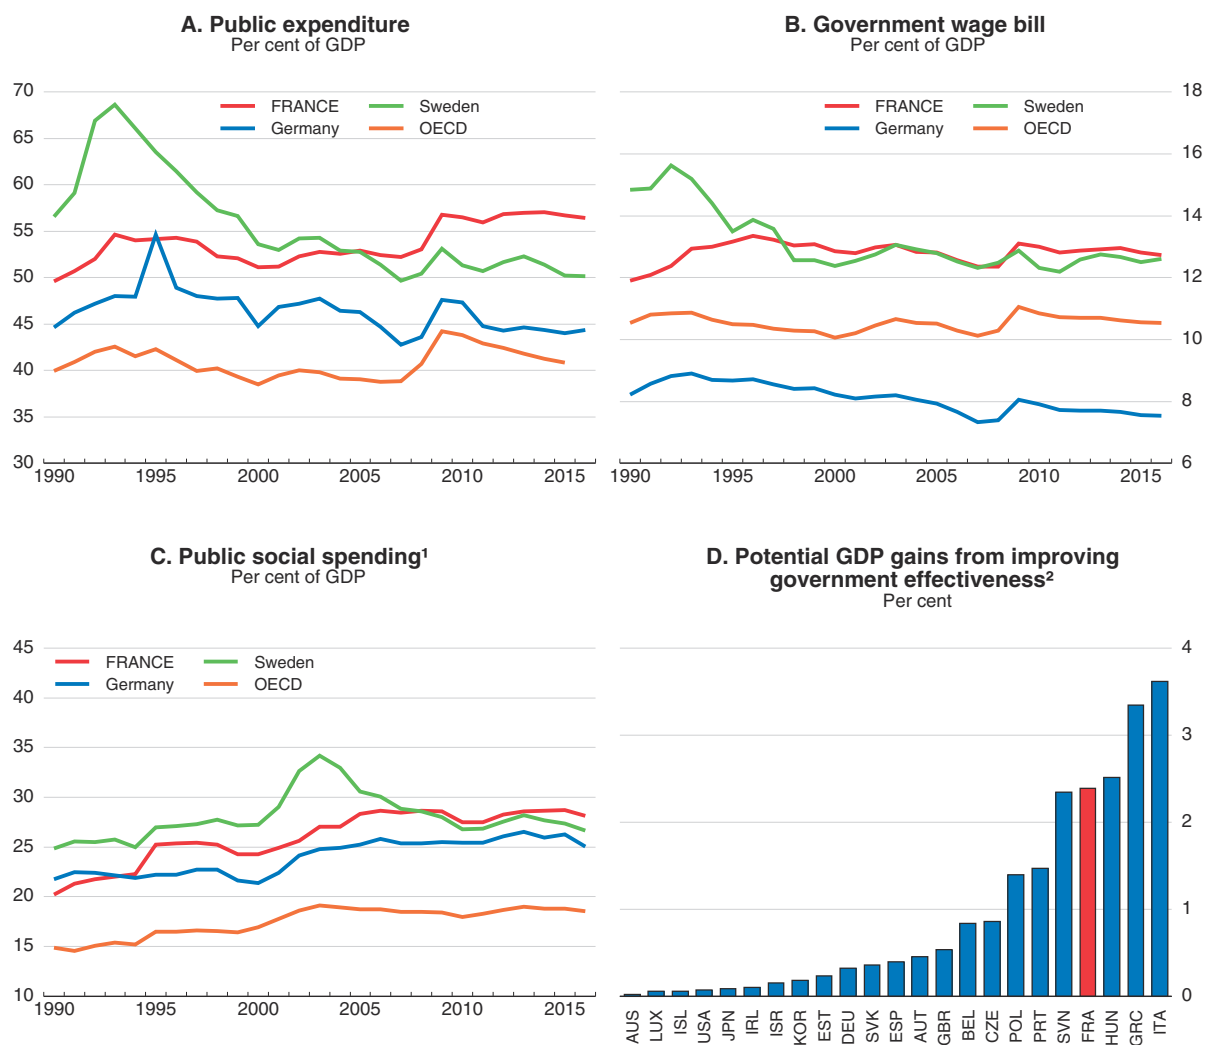 A. Public expenditure
Per cent of GDP
70
65
60
55
50
45
40
35
30
FRANCE
Sweden
Germany
OECD
1990
1995
2000
2005
2010
2015
B. Government wage bill
Per cent of GDP
18
16
14
12
10
8
6
FRANCE
Sweden
Germany
OECD
1990
1995
2000
2005
2010
2015
C. Public social spending¹
Per cent of GDP
45
40
35
30
25
20
15
10
FRANCE
Sweden
Germany
OECD
1990
1995
2000
2005
2010
2015
D. Potential GDP gains from improving
government effectiveness²
Per cent
4
3
2
1
0
AUS
LUX
ISL
USA
JPN
IRL
ISR
KOR
EST
DEU
SVK
ESP
AUT
GBR
BEL
CZE
POL
PRT
SVN
FRA
HUN
GRC
ITA